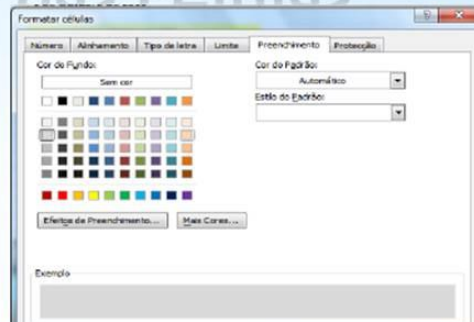 Formatar células
Número Alinhamento Tipo de letra Limite Preenchimento Protecção
Cor de Fundo:
Sem cor
Cor do Padrão:
Automático
Estilo do Padrão:
Efeitos de Preenchimento... Mais Cores...
Exemplo